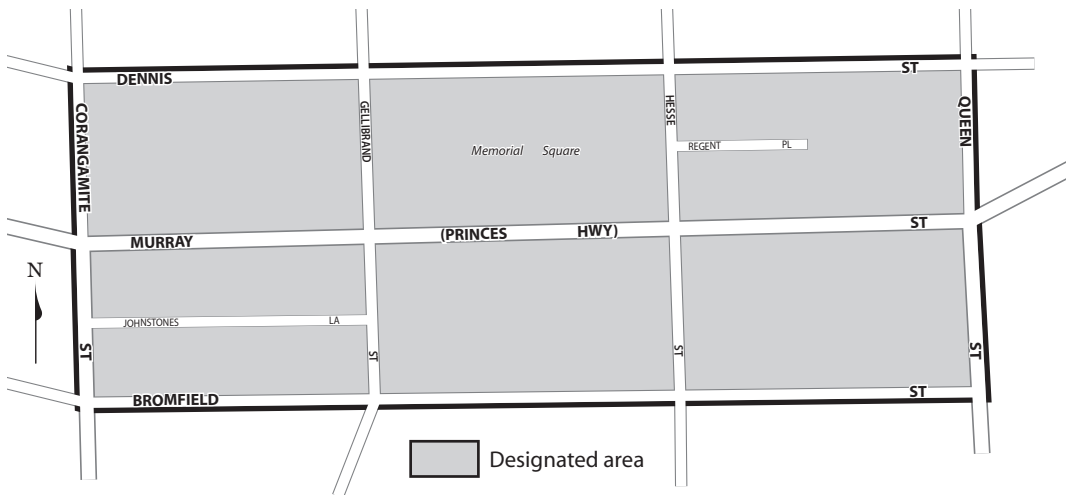 DENNIS ST
CORANGAMITE ST
GELLIBRAND ST
HESSE ST
QUEEN ST
Memorial Square
REGENT PL
MURRAY (PRINCES HWY) ST
N
JOHNSTONES LA
BROMFIELD ST
Designated area